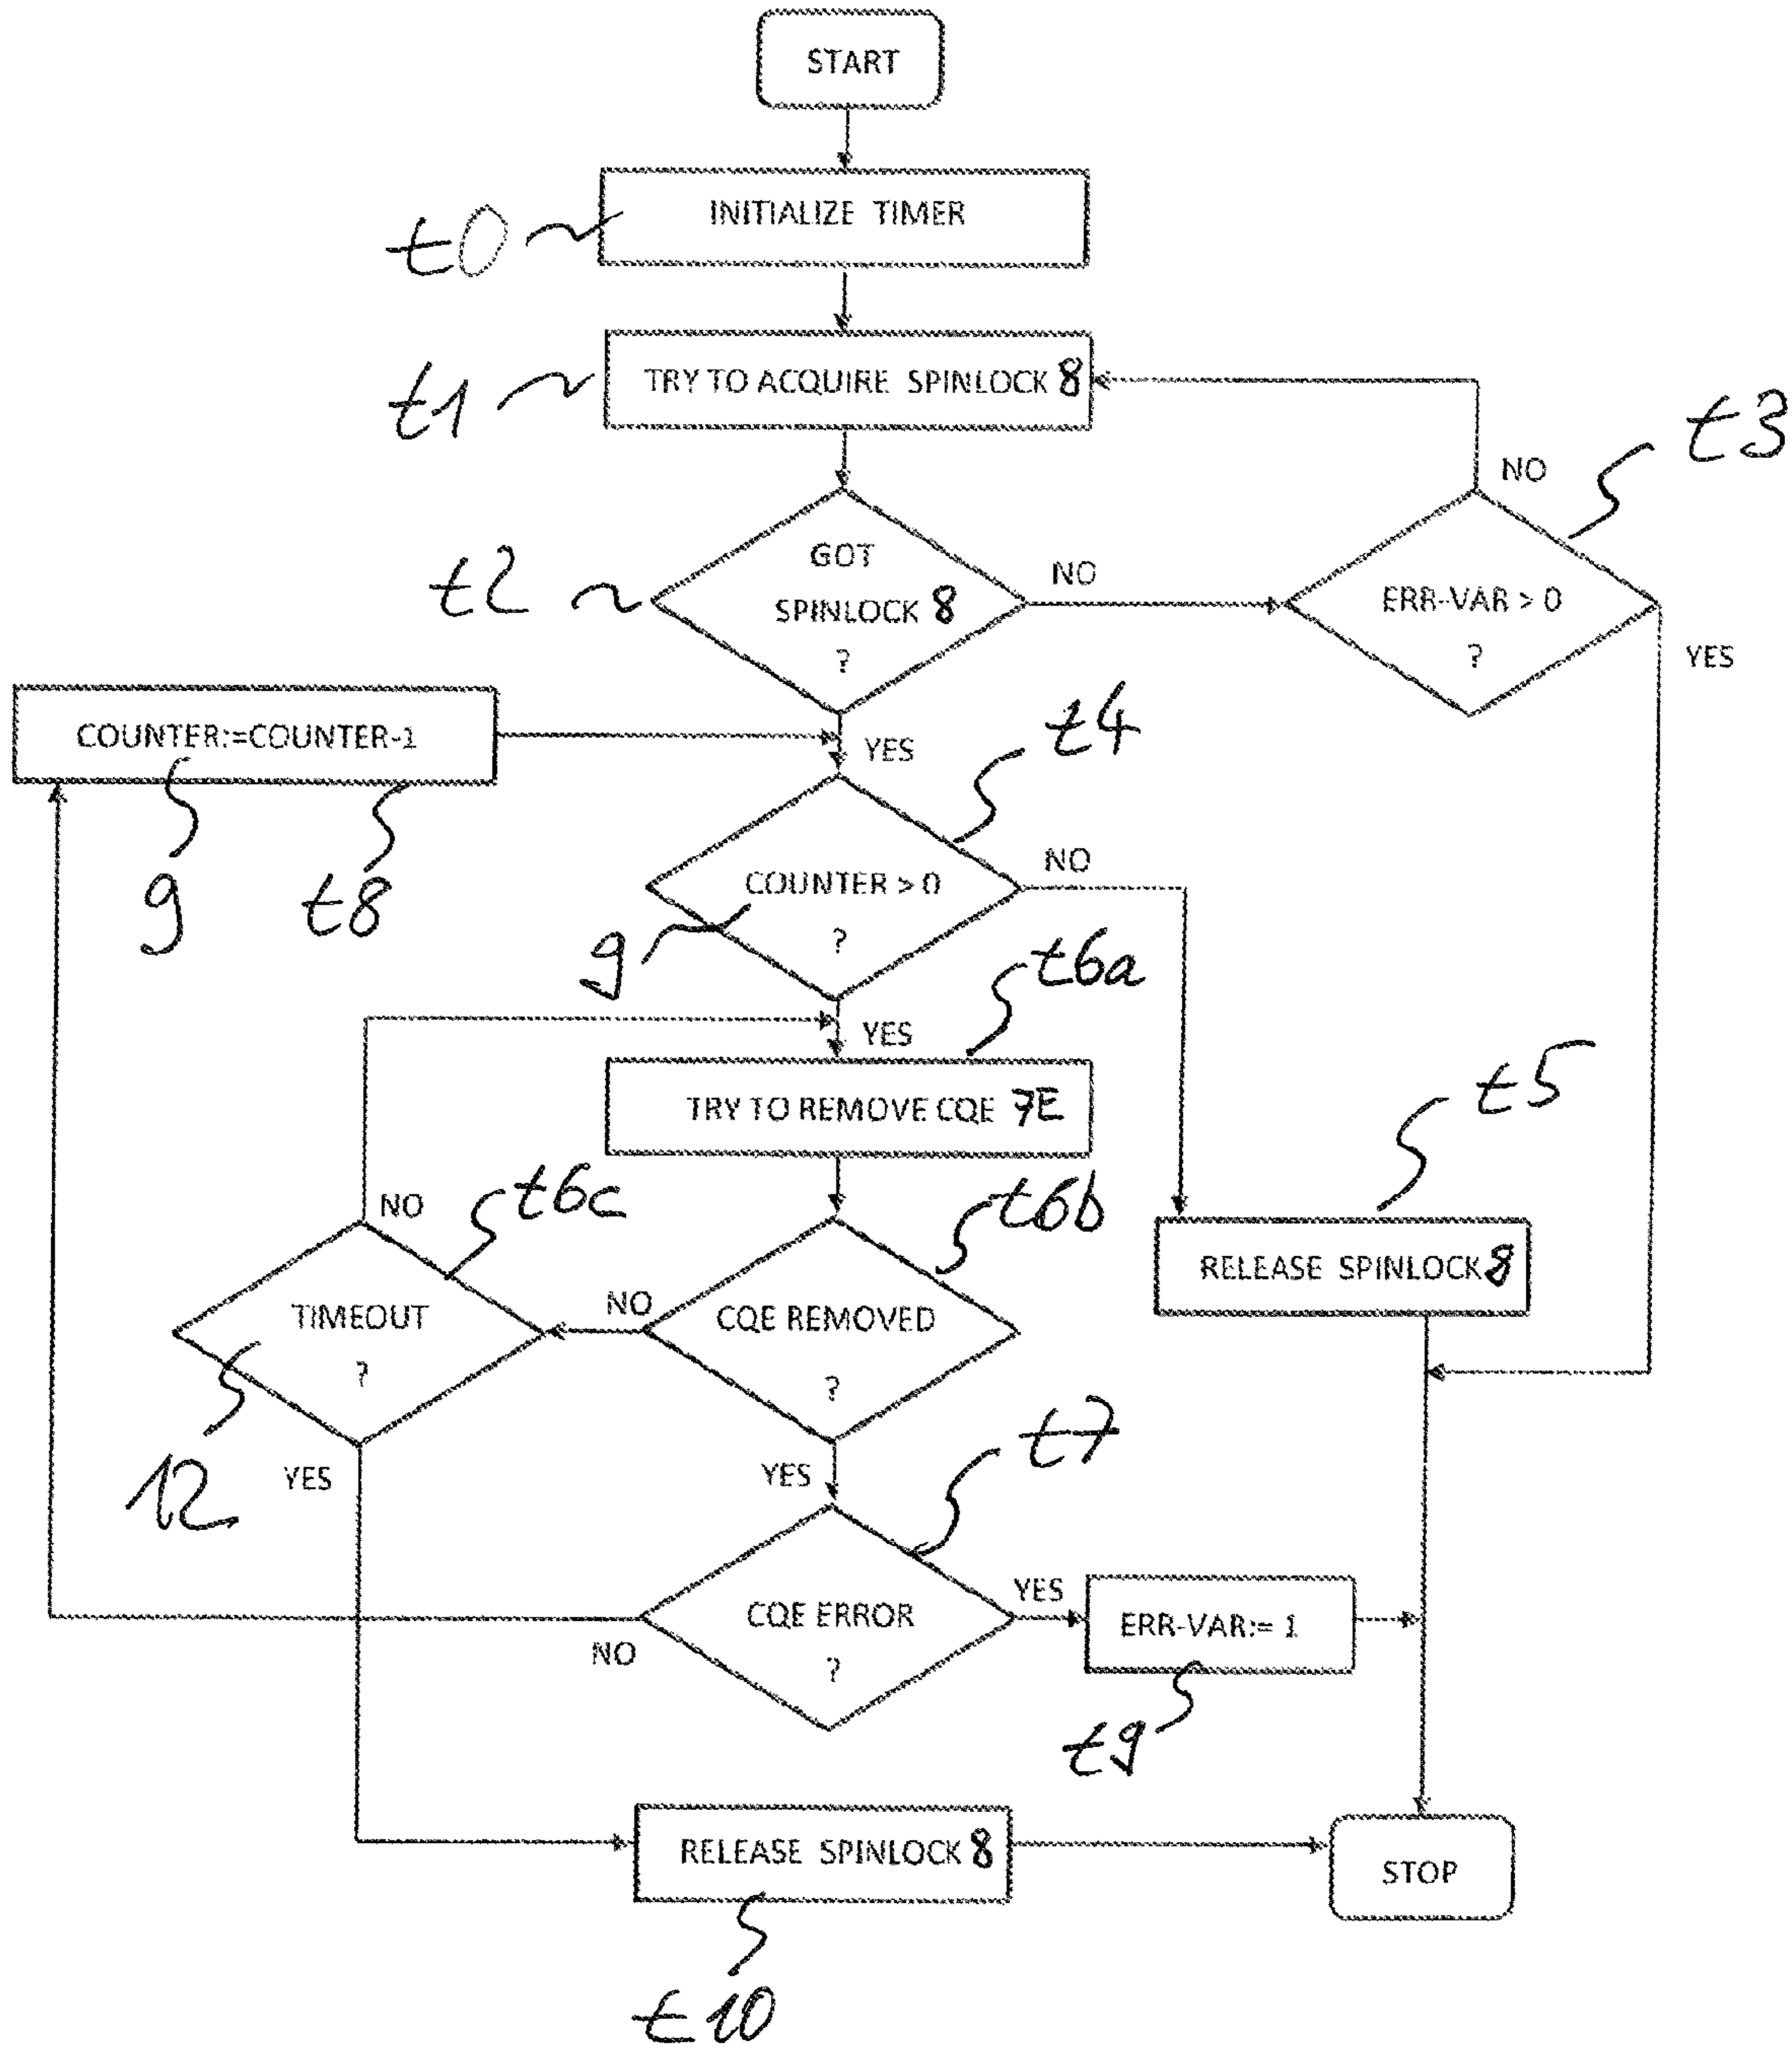 START
INITIALIZE TIMER
t0
TRY TO ACQUIRE SPINLOCK 8
t1
t3
NO
GOT
SPINLOCK 8
?
t2
NO
ERR-VAR > 0
?
YES
COUNTER:=COUNTER-1
YES
t4
9
t8
COUNTER > 0
?
NO
9
t6a
YES
TRY TO REMOVE CQE 7E
t5
t6c
t6b
NO
RELEASE SPINLOCK 8
TIMEOUT
?
NO
CQE REMOVED
?
12
YES
YES
t7
CQE ERROR
?
YES
NO
ERR-VAR:= 1
t9
RELEASE SPINLOCK 8
STOP
t10